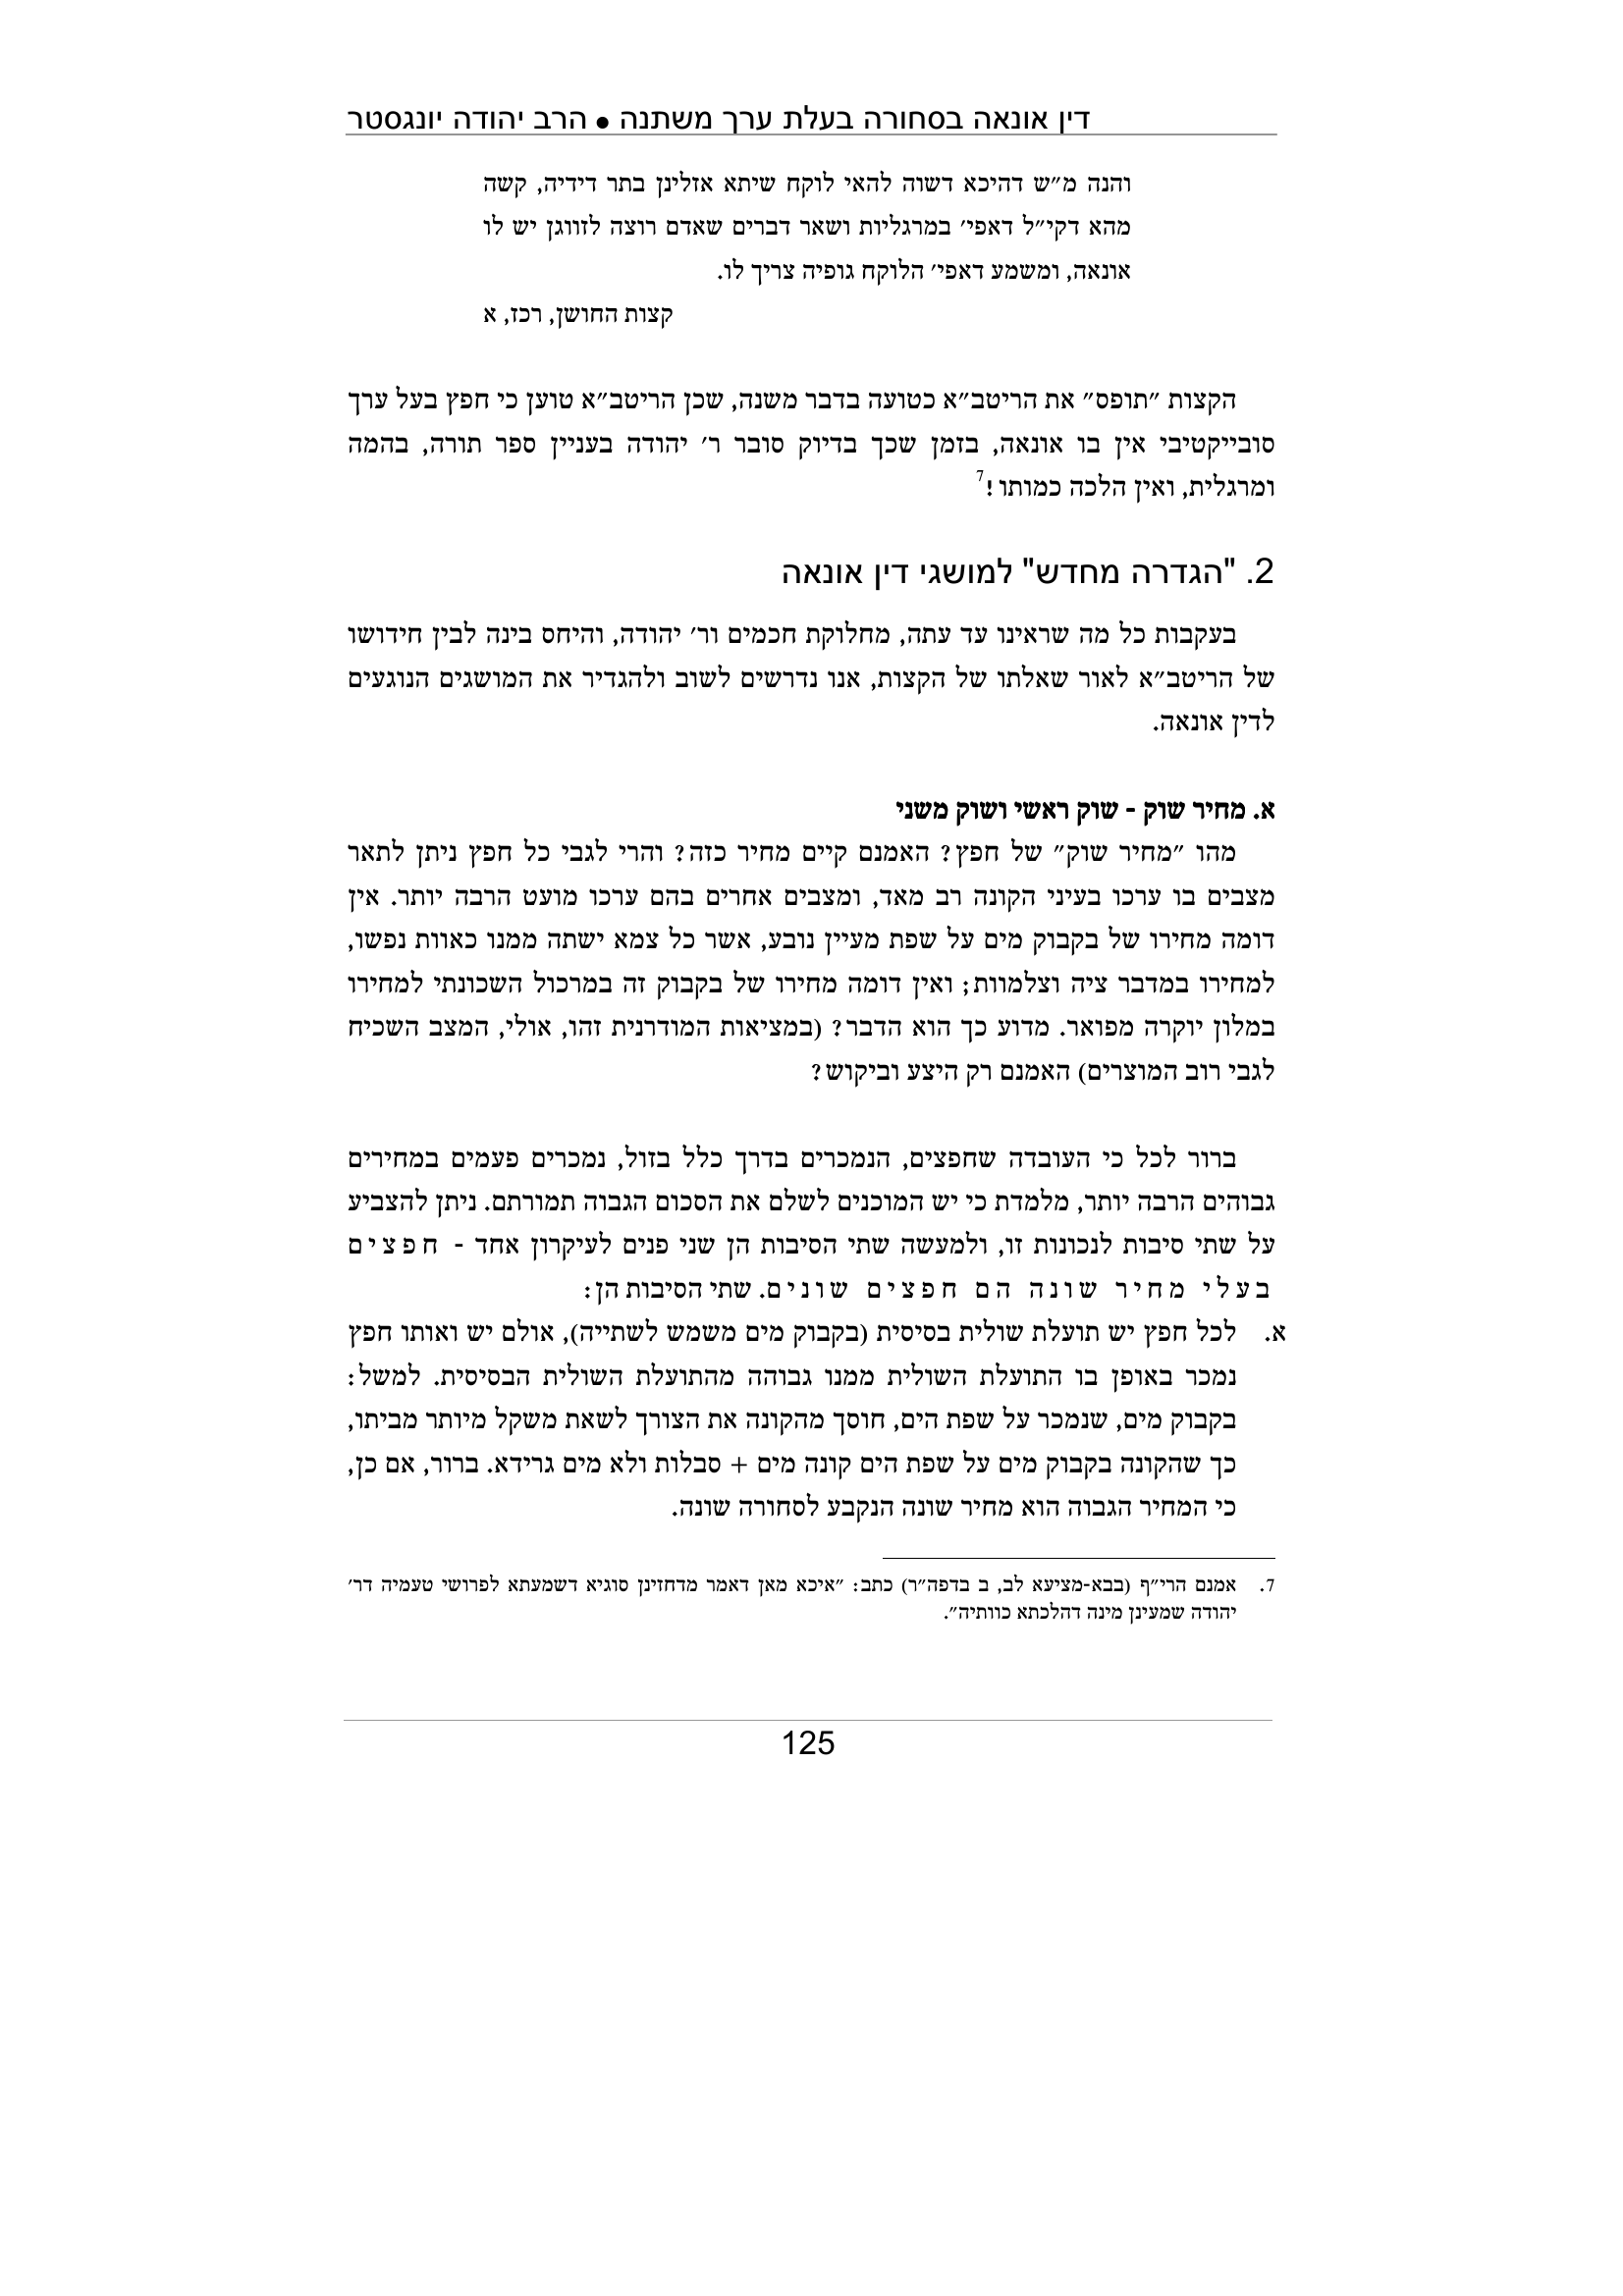 דין אונאה בסחורה בעלת ערך משתנה ● הרב יהודה יונגסטר
והנה מ״ש דהיכא דשוה להאי לוקח שיתא אזלינן בתר דידיה, קשה
מהא דקי״ל דאפי׳ במרגליות ושאר דברים שאדם רוצה לזווגן יש לו
אונאה, ומשמע דאפי׳ הלוקח גופיה צריך לו.
קצות החושן, רכז, א
הקצות ״תופס״ את הריטב״א כטועה בדבר משנה, שכן הריטב״א טוען כי חפץ בעל ערך
סובייקטיבי אין בו אונאה, בזמן שכך בדיוק סובר ר׳ יהודה בעניין ספר תורה, בהמה
ומרגלית, ואין הלכה כמותו!7
2. "הגדרה מחדש" למושגי דין אונאה
בעקבות כל מה שראינו עד עתה, מחלוקת חכמים ור׳ יהודה, והיחס בינה לבין חידושו
של הריטב״א לאור שאלתו של הקצות, אנו נדרשים לשוב ולהגדיר את המושגים הנוגעים
לדין אונאה.
א. מחיר שוק - שוק ראשי ושוק משני
מהו ״מחיר שוק״ של חפץ? האמנם קיים מחיר כזה? והרי לגבי כל חפץ ניתן לתאר
מצבים בו ערכו בעיני הקונה רב מאד, ומצבים אחרים בהם ערכו מועט הרבה יותר. אין
דומה מחירו של בקבוק מים על שפת מעיין נובע, אשר כל צמא ישתה ממנו כאוות נפשו,
למחירו במדבר ציה וצלמוות; ואין דומה מחירו של בקבוק זה במרכול השכונתי למחירו
במלון יוקרה מפואר. מדוע כך הוא הדבר? (במציאות המודרנית זהו, אולי, המצב השכיח
לגבי רוב המוצרים) האמנם רק היצע וביקוש?
ברור לכל כי העובדה שחפצים, הנמכרים בדרך כלל בזול, נמכרים פעמים במחירים
גבוהים הרבה יותר, מלמדת כי יש המוכנים לשלם את הסכום הגבוה תמורתם. ניתן להצביע
על שתי סיבות לנכונות זו, ולמעשה שתי הסיבות הן שני פנים לעיקרון אחד - חפצים
בעלי מחיר שונה הם חפצים שונים. שתי הסיבות הן:
א. לכל חפץ יש תועלת שולית בסיסית (בקבוק מים משמש לשתייה), אולם יש ואותו חפץ
נמכר באופן בו התועלת השולית ממנו גבוהה מהתועלת השולית הבסיסית. למשל:
בקבוק מים, שנמכר על שפת הים, חוסך מהקונה את הצורך לשאת משקל מיותר מביתו,
כך שהקונה בקבוק מים על שפת הים קונה מים + סבלות ולא מים גרידא. ברור, אם כן,
כי המחיר הגבוה הוא מחיר שונה הנקבע לסחורה שונה.
7. אמנם הרי״ף (בבא-מציעא לב, ב בדפה״ר) כתב: ״איכא מאן דאמר מדחזינן סוגיא דשמעתא לפרושי טעמיה דר׳
יהודה שמעינן מינה דהלכתא כוותיה״.
125